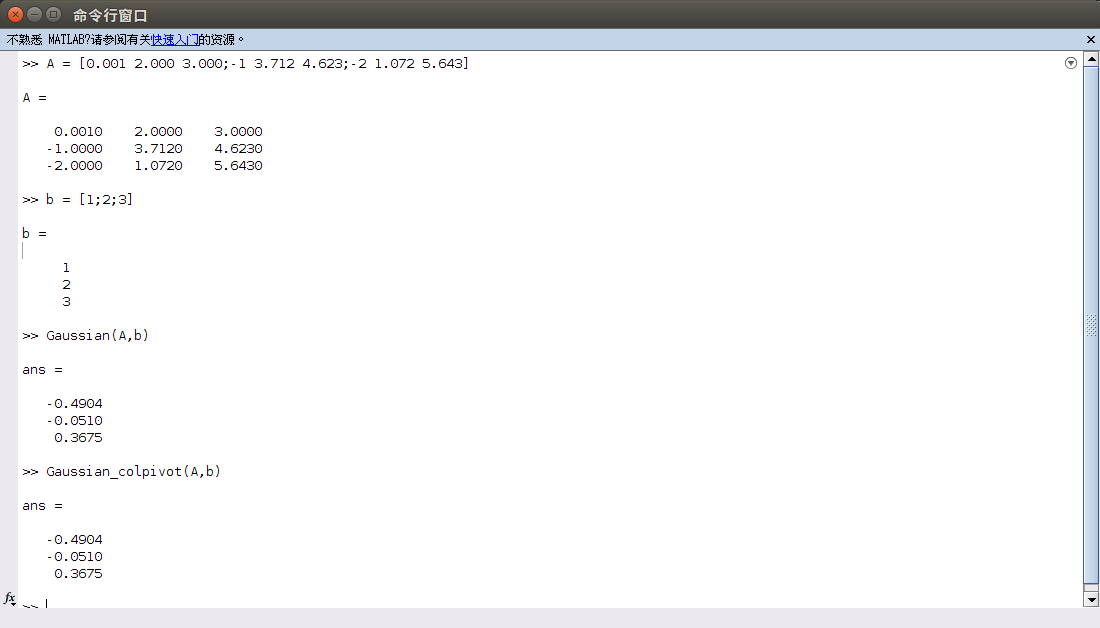 命令行窗口
不熟悉 MATLAB?请参阅有关快速入门的资源。
>> A = [0.001 2.000 3.000;-1 3.712 4.623;-2 1.072 5.643]
A =
0.0010 2.0000 3.0000
-1.0000 3.7120 4.6230
-2.0000 1.0720 5.6430
>> b = [1;2;3]
b =
1
2
3
>> Gaussian(A,b)
ans =
-0.4904
-0.0510
0.3675
>> Gaussian_colpivot(A,b)
ans =
-0.4904
-0.0510
0.3675
fx >>